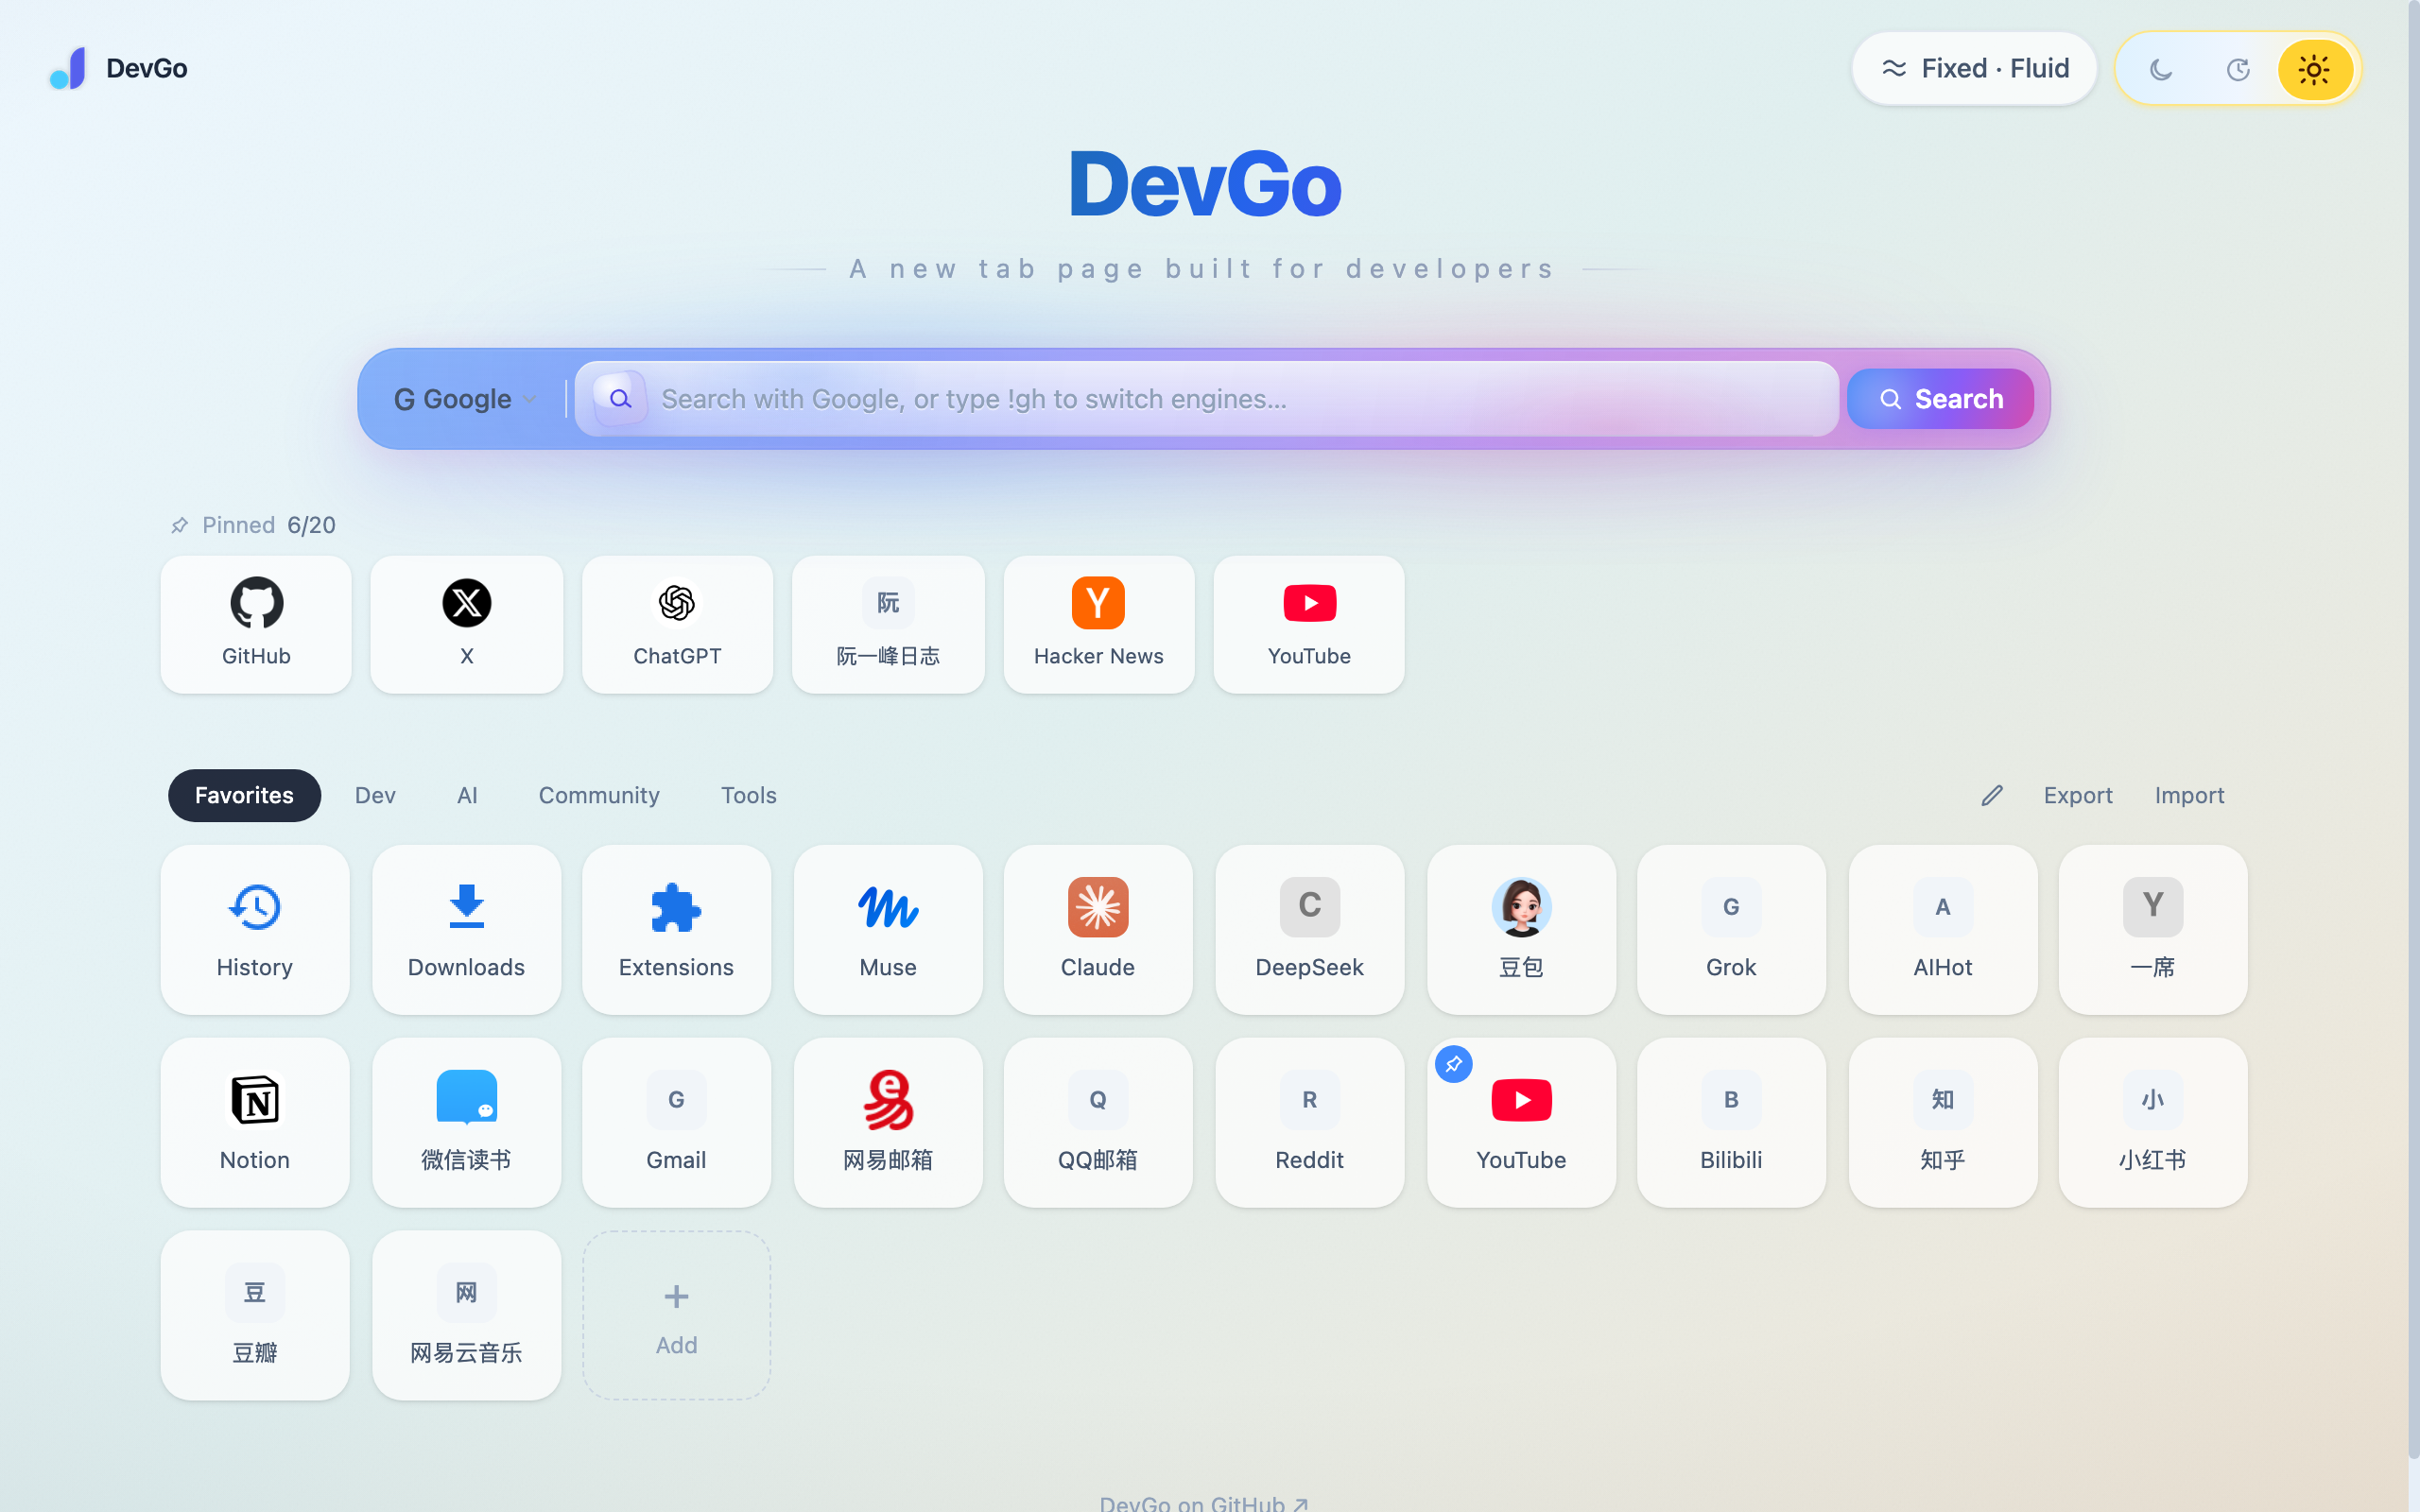 DevGo
Fixed · Fluid
DevGo
A new tab page built for developers
G Google
Search with Google, or type !gh to switch engines...
Search
Pinned 6/20
GitHub
X
ChatGPT
阮
阮一峰日志
Y
Hacker News
YouTube
Favorites
Dev
AI
Community
Tools
Export
Import
History
Downloads
Extensions
Muse
Claude
C
DeepSeek
豆包
G
Grok
A
AIHot
Y
一席
N
Notion
微信读书
G
Gmail
e易
网易邮箱
Q
QQ邮箱
R
Reddit
YouTube
B
Bilibili
知
知乎
小
小红书
豆
豆瓣
网
网易云音乐
+
Add
DevGo on GitHub ↗